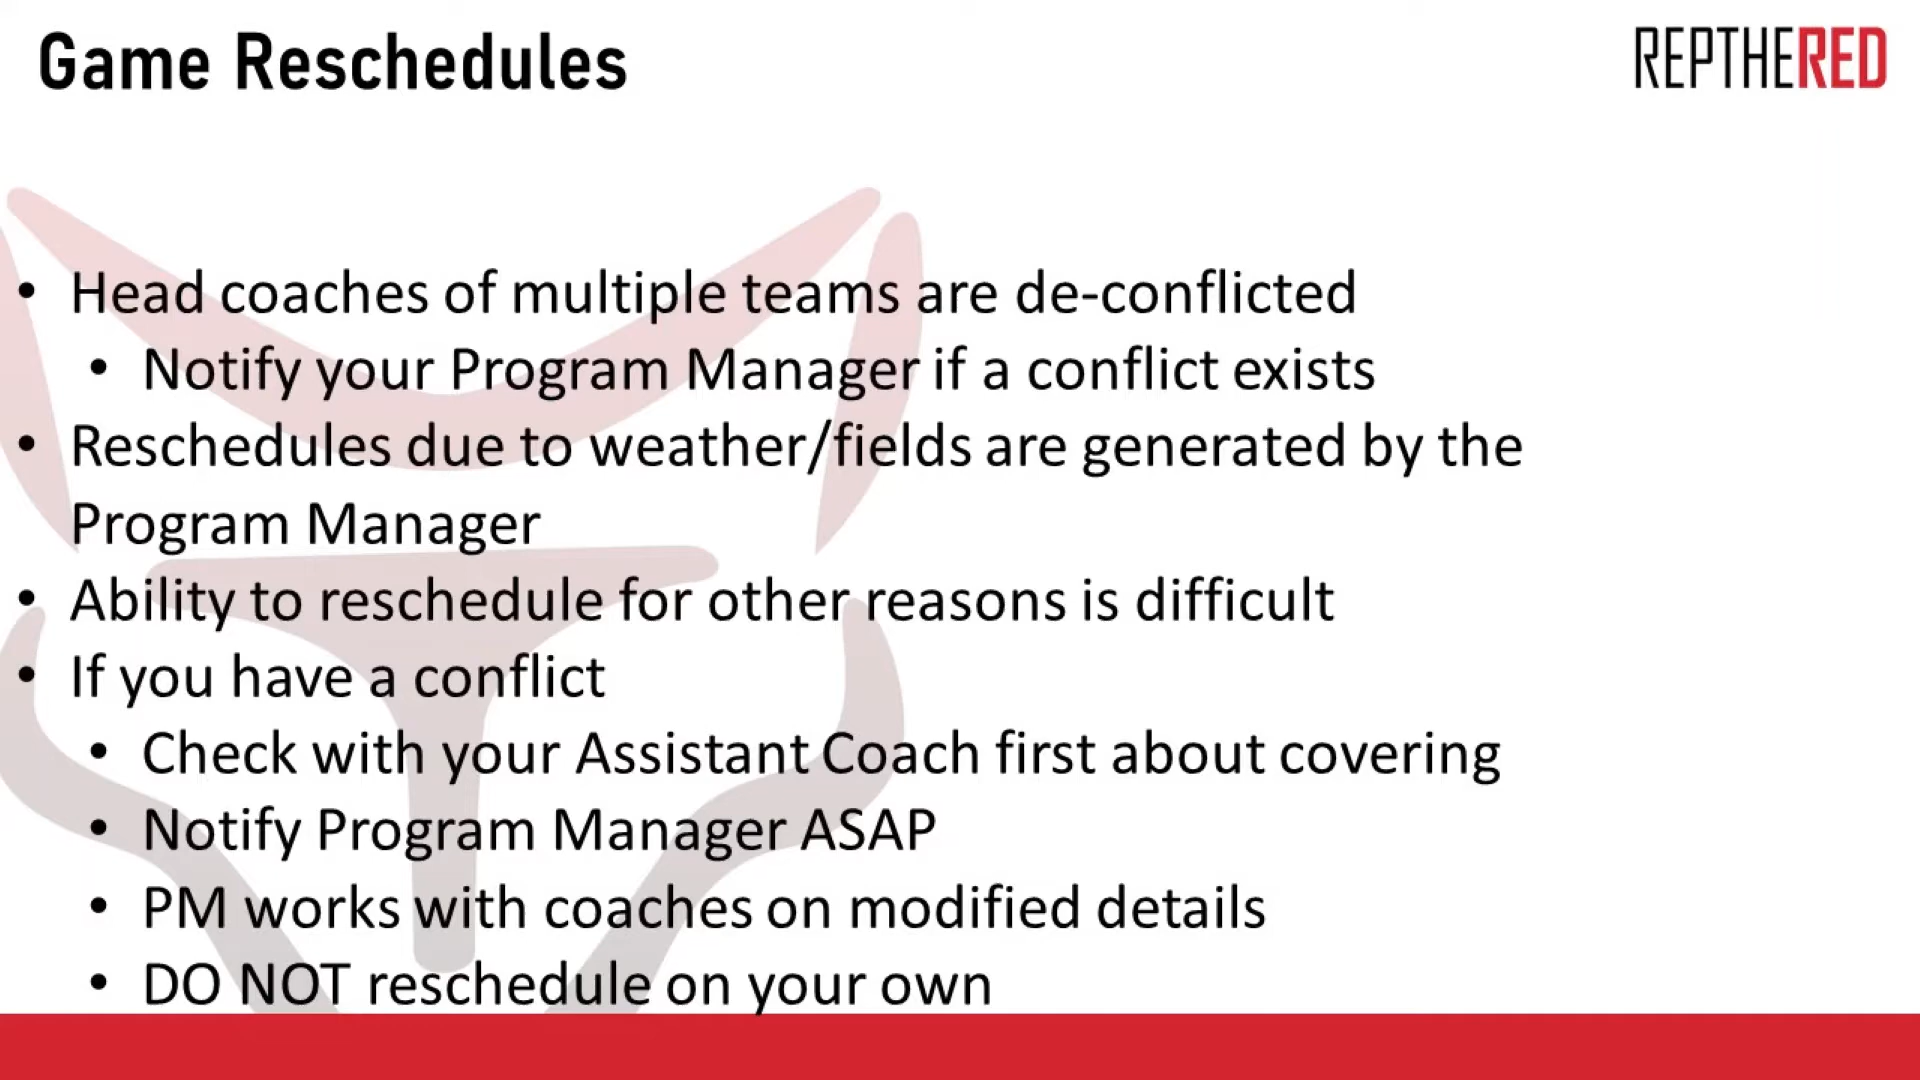 Game Reschedules
REPTHERED
• Head coaches of multiple teams are de-conflicted
• Notify your Program Manager if a conflict exists
• Reschedules due to weather/fields are generated by the
Program Manager
• Ability to reschedule for other reasons is difficult
• If you have a conflict
• Check with your Assistant Coach first about covering
• Notify Program Manager ASAP
• PM works with coaches on modified details
• DO NOT reschedule on your own